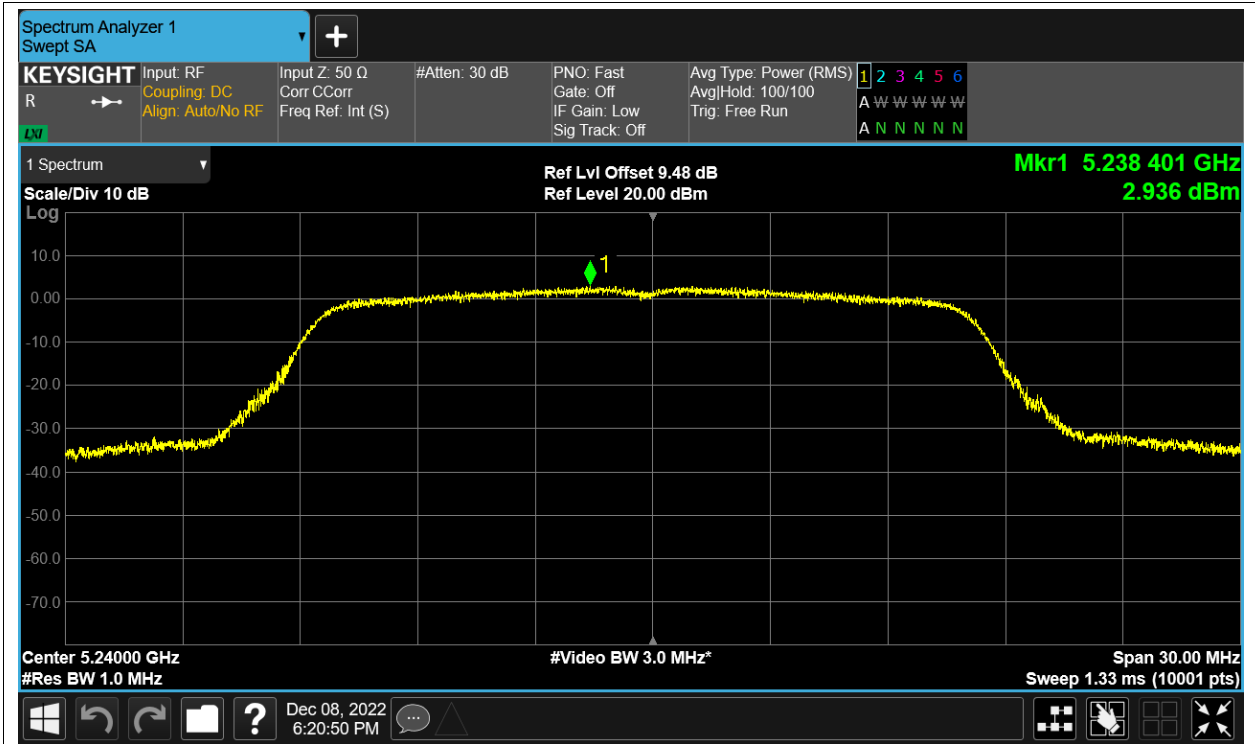 Spectrum Analyzer 1
Swept SA
KEYSIGHT
R
LXI
Input: RF
Coupling: DC
Align: Auto/No RF
Input Z: 50 Ω
Corr CCorr
Freq Ref: Int (S)
#Atten: 30 dB
PNO: Fast
Gate: Off
IF Gain: Low
Sig Track: Off
Avg Type: Power (RMS)
Avg|Hold: 100/100
Trig: Free Run
1 2 3 4 5 6
A W W W W W
A N N N N N
1 Spectrum
Scale/Div 10 dB
Log
Ref Lvl Offset 9.48 dB
Ref Level 20.00 dBm
Mkr1 5.238 401 GHz
2.936 dBm
1
10.0
0.00
-10.0
-20.0
-30.0
-40.0
-50.0
-60.0
-70.0
Center 5.24000 GHz
#Res BW 1.0 MHz
#Video BW 3.0 MHz*
Span 30.00 MHz
Sweep 1.33 ms (10001 pts)
?
Dec 08, 2022
6:20:50 PM